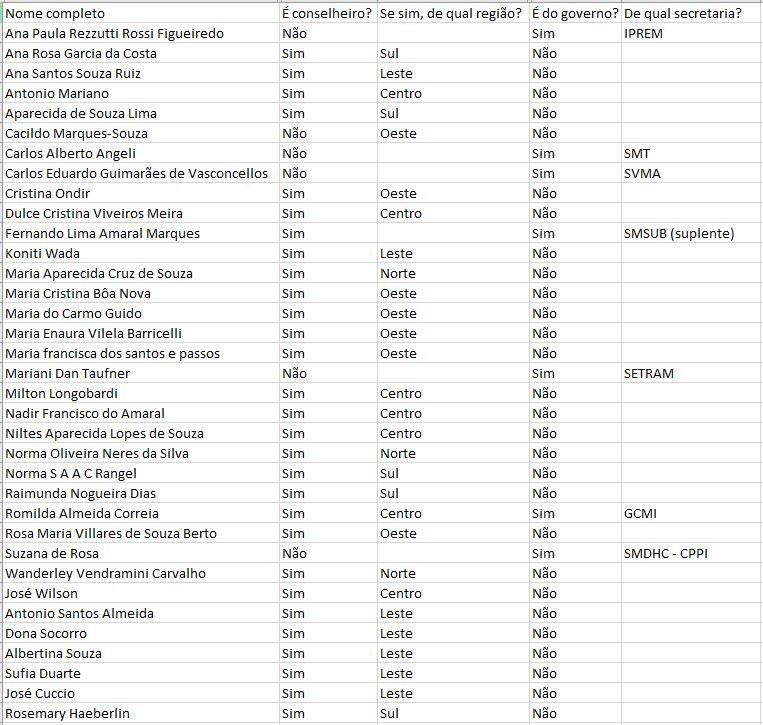 Nome completo É conselheiro? Se sim, de qual região? É do governo? De qual secretaria?
Ana Paula Rezzutti Rossi Figueiredo Não Sim IPREM
Ana Rosa Garcia da Costa Sim Sul Não
Ana Santos Souza Ruiz Sim Leste Não
Antonio Mariano Sim Centro Não
Aparecida de Souza Lima Sim Sul Não
Cacildo Marques-Souza Não Oeste Não
Carlos Alberto Angeli Não Sim SMT
Carlos Eduardo Guimarães de Vasconcellos Não Sim SVMA
Cristina Ondir Sim Oeste Não
Dulce Cristina Viveiros Meira Sim Centro Não
Fernando Lima Amaral Marques Sim Sim SMSUB (suplente)
Koniti Wada Sim Leste Não
Maria Aparecida Cruz de Souza Sim Norte Não
Maria Cristina Bôa Nova Sim Oeste Não
Maria do Carmo Guido Sim Oeste Não
Maria Enaura Vilela Barricelli Sim Oeste Não
Maria francisca dos santos e passos Sim Oeste Não
Mariani Dan Taufner Não Sim SETRAM
Milton Longobardi Sim Centro Não
Nadir Francisco do Amaral Sim Centro Não
Niltes Aparecida Lopes de Souza Sim Centro Não
Norma Oliveira Neres da Silva Sim Norte Não
Norma S A A C Rangel Sim Sul Não
Raimunda Nogueira Dias Sim Sul Não
Romilda Almeida Correia Sim Centro Sim GCMI
Rosa Maria Villares de Souza Berto Sim Oeste Não
Suzana de Rosa Não Sim SMDHC - CPPI
Wanderley Vendramini Carvalho Sim Norte Não
José Wilson Sim Centro Não
Antonio Santos Almeida Sim Leste Não
Dona Socorro Sim Leste Não
Albertina Souza Sim Leste Não
Sufia Duarte Sim Leste Não
José Cuccio Sim Leste Não
Rosemary Haeberlin Sim Sul Não